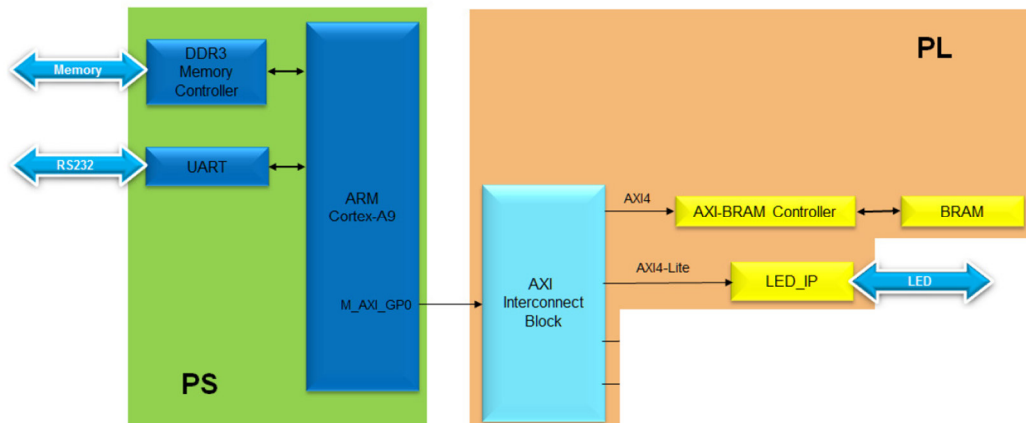 PL
DDR3
Memory
Controller
Memory
UART
RS232
ARM
Cortex-A9
AXI4
AXI-BRAM Controller
BRAM
AXI4-Lite
LED_IP
LED
AXI
Interconnect
Block
M_AXI_GP0
PS